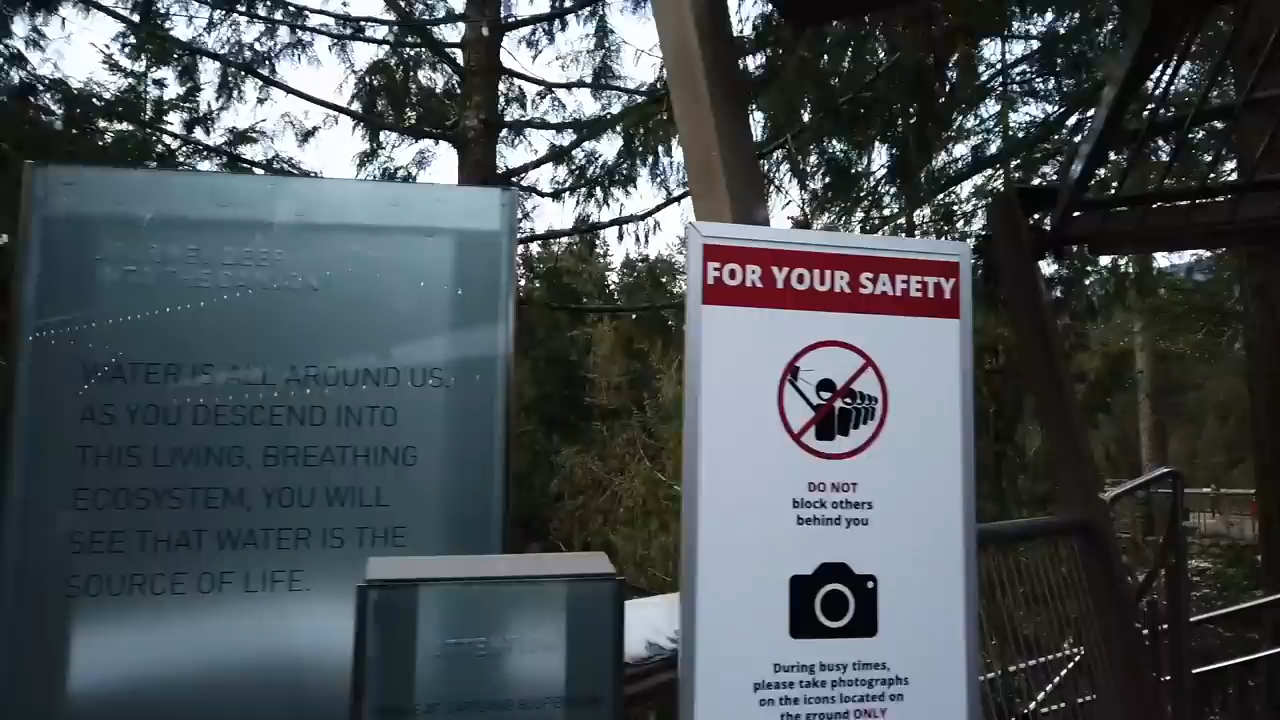 WATER IS ALL AROUND US.
AS YOU DESCEND INTO
THIS LIVING, BREATHING
ECOSYSTEM, YOU WILL
SEE THAT WATER IS THE
SOURCE OF LIFE.
FOR YOUR SAFETY
DO NOT
block others
behind you
During busy times,
please take photographs
on the icons located on
the ground ONLY